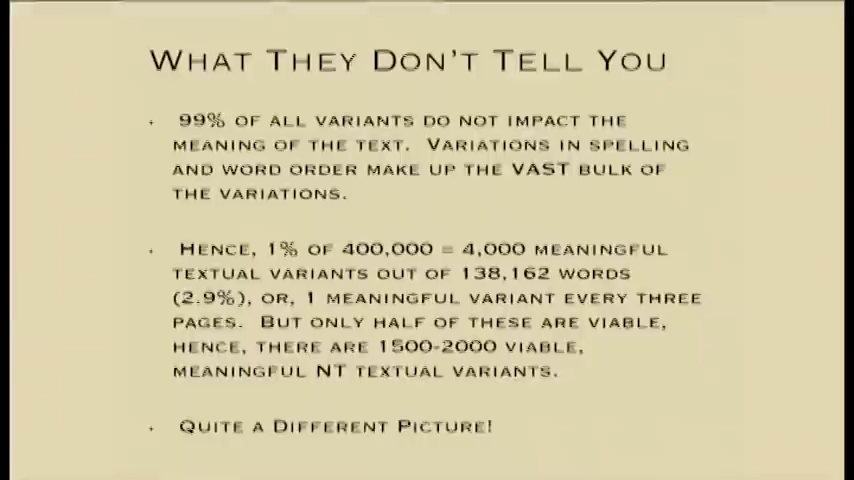 What They Don't Tell You
· 99% of all variants do not impact the
meaning of the text. Variations in spelling
and word order make up the VAST bulk of
the variations.
· Hence, 1% of 400,000 = 4,000 meaningful
textual variants out of 138,162 words
(2.9%), or, 1 meaningful variant every three
pages. But only half of these are viable,
hence, there are 1500-2000 viable,
meaningful NT textual variants.
· Quite a Different Picture!